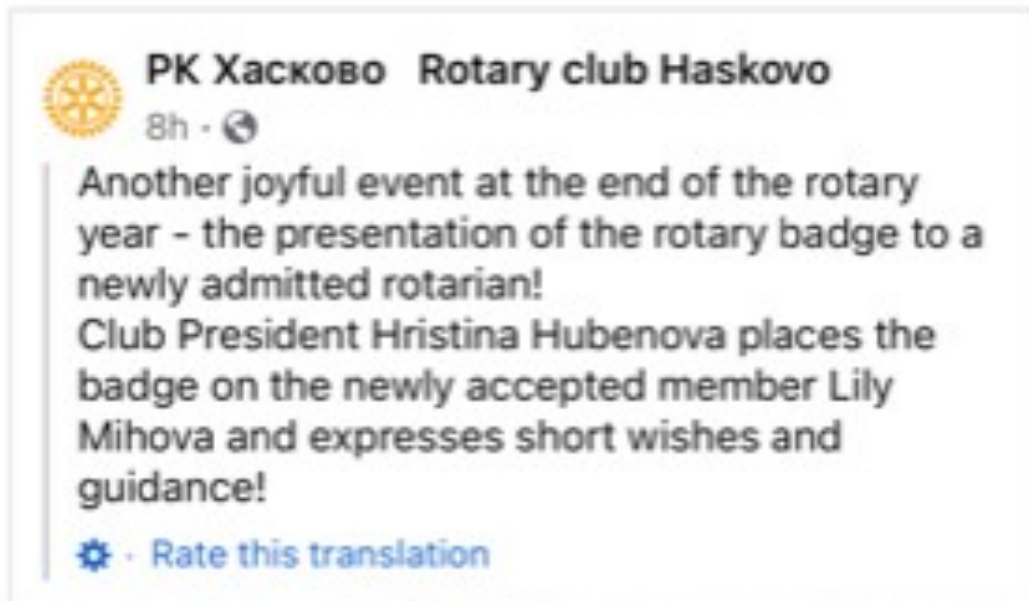 РК Хасково Rotary club Haskovo
8h ·
Another joyful event at the end of the rotary
year - the presentation of the rotary badge to a
newly admitted rotarian!
Club President Hristina Hubenova places the
badge on the newly accepted member Lily
Mihova and expresses short wishes and
guidance!
· Rate this translation